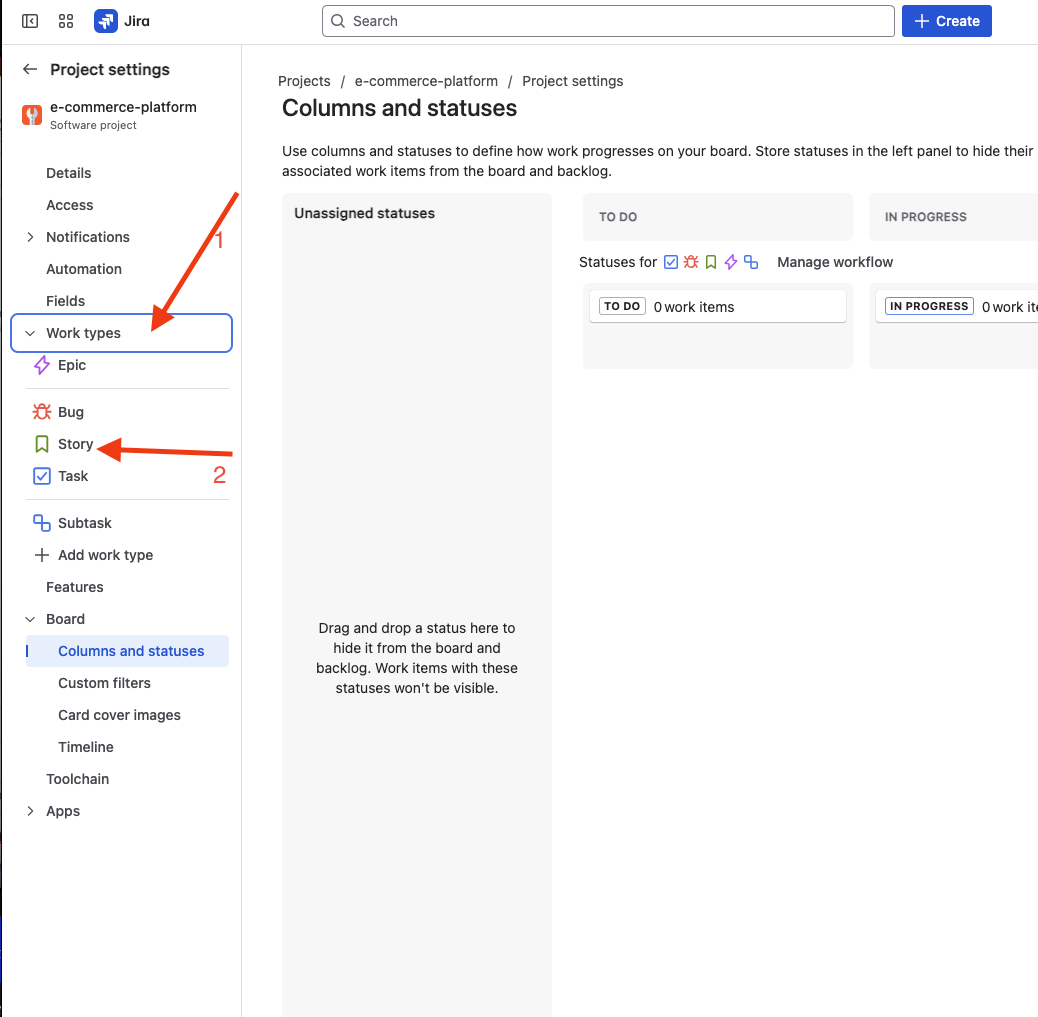 Jira
Search
Create
Project settings
e-commerce-platform
Software project
Details
Access
Notifications
Automation
Fields
Work types
Epic
Bug
Story
Task
Subtask
Add work type
Features
Board
Columns and statuses
Custom filters
Card cover images
Timeline
Toolchain
Apps
1
2
Projects / e-commerce-platform / Project settings
Columns and statuses
Use columns and statuses to define how work progresses on your board. Store statuses in the left panel to hide their
associated work items from the board and backlog.
Unassigned statuses
Drag and drop a status here to
hide it from the board and
backlog. Work items with these
statuses won't be visible.
TO DO
IN PROGRESS
Statuses for
Manage workflow
TO DO 0 work items
IN PROGRESS 0 work ite